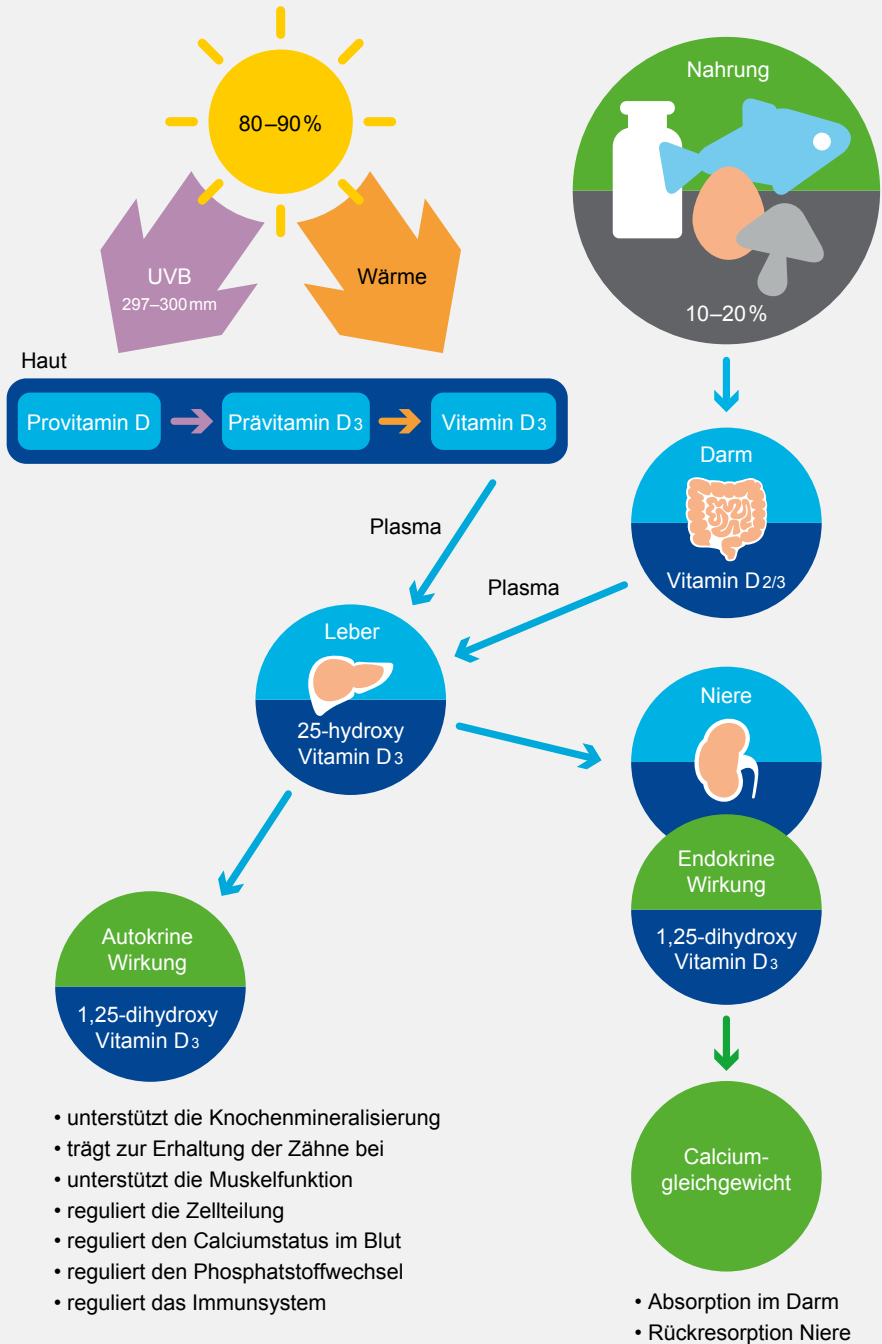 80–90 %
UVB
297–300 mm
Wärme
Haut
Provitamin D
Prävitamin D3
Vitamin D3
Nahrung
10–20 %
Darm
Vitamin D2/3
Plasma
Plasma
Leber
25-hydroxy
Vitamin D3
Niere
Endokrine
Wirkung
1,25-dihydroxy
Vitamin D3
Autokrine
Wirkung
1,25-dihydroxy
Vitamin D3
• unterstützt die Knochenmineralisierung
• trägt zur Erhaltung der Zähne bei
• unterstützt die Muskelfunktion
• reguliert die Zellteilung
• reguliert den Calciumstatus im Blut
• reguliert den Phosphatstoffwechsel
• reguliert das Immunsystem
Calcium-
gleichgewicht
• Absorption im Darm
• Rückresorption Niere